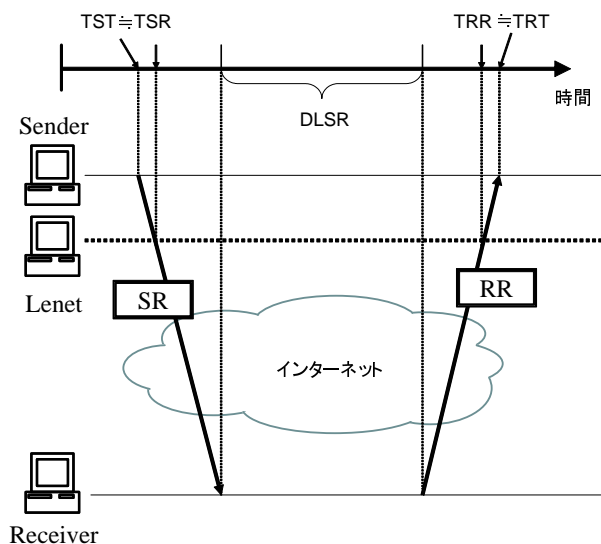 TST≒TSR
TRR ≒TRT
時間
DLSR
Sender
Lenet
SR
RR
インターネット
Receiver